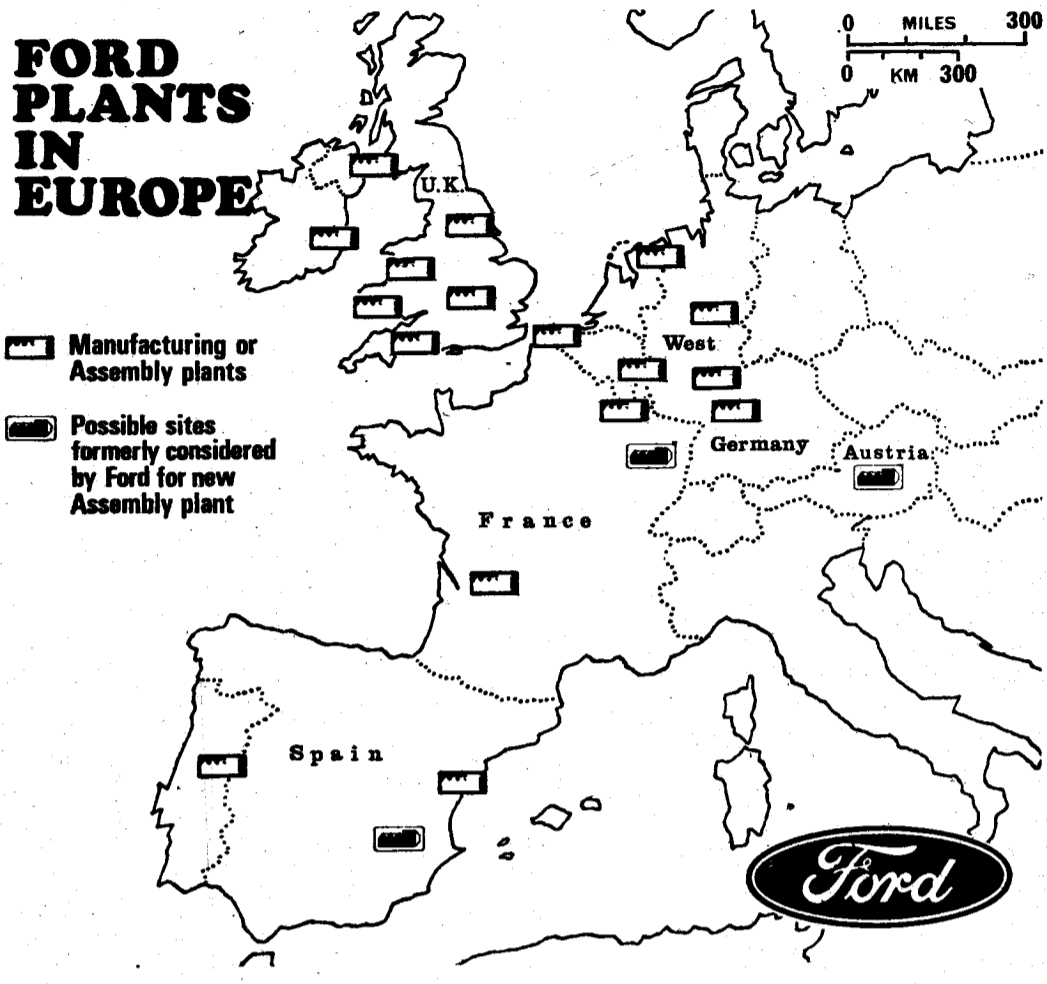 FORD
PLANTS
IN
EUROPE
0 MILES 300
0 KM 300
U.K.
Manufacturing or
Assembly plants
Possible sites
formerly considered
by Ford for new
Assembly plant
West
Germany
Austria
France
Spain
Ford